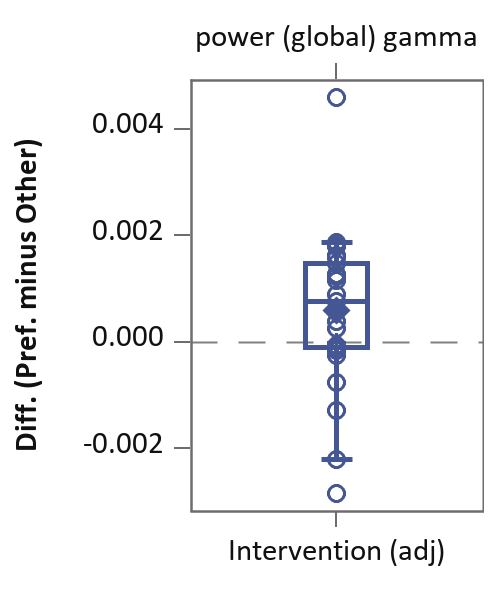 power (global) gamma
Diff. (Pref. minus Other)
0.004
0.002
0.000
-0.002
Intervention (adj)